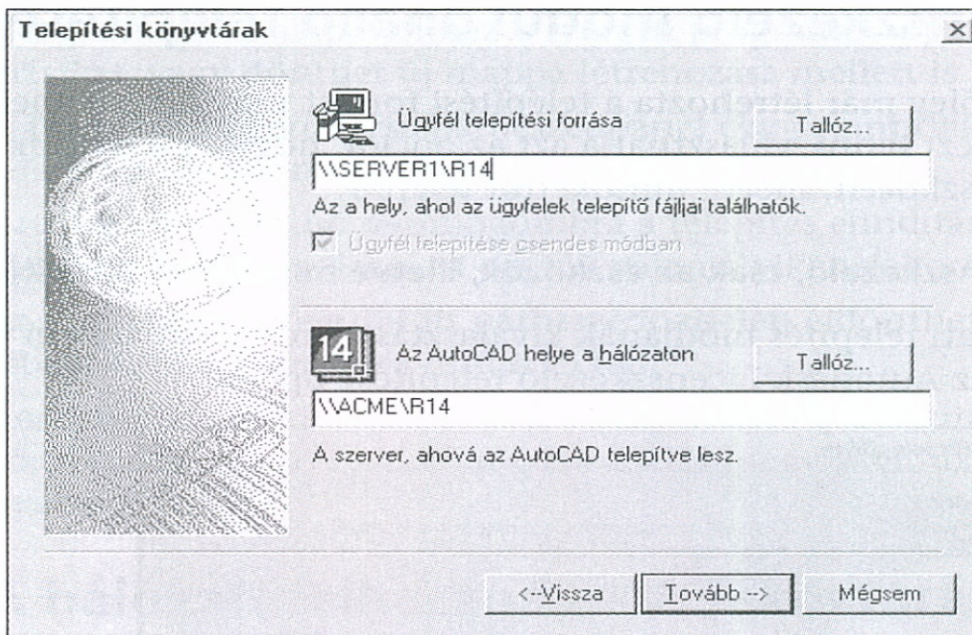 Telepítési könyvtárak
Ügyfél telepítési forrása
Tallóz...
\\SERVER1\R14
Az a hely, ahol az ügyfelek telepítő fájljai találhatók.
Ügyfél telepítése csendes módban
14
Az AutoCAD helye a hálózaton
Tallóz...
\\ACME\R14
A szerver, ahová az AutoCAD telepítve lesz.
<--Vissza
Tovább -->
Mégsem